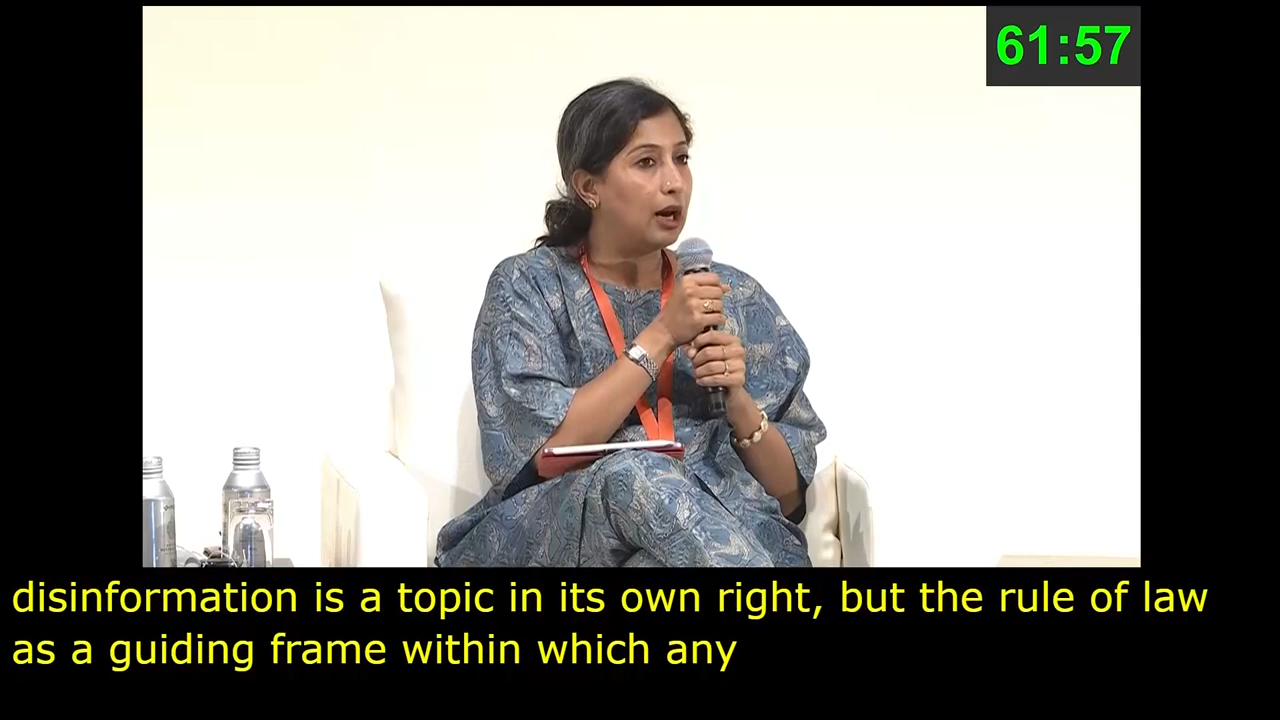 61:57
disinformation is a topic in its own right, but the rule of law
as a guiding frame within which any